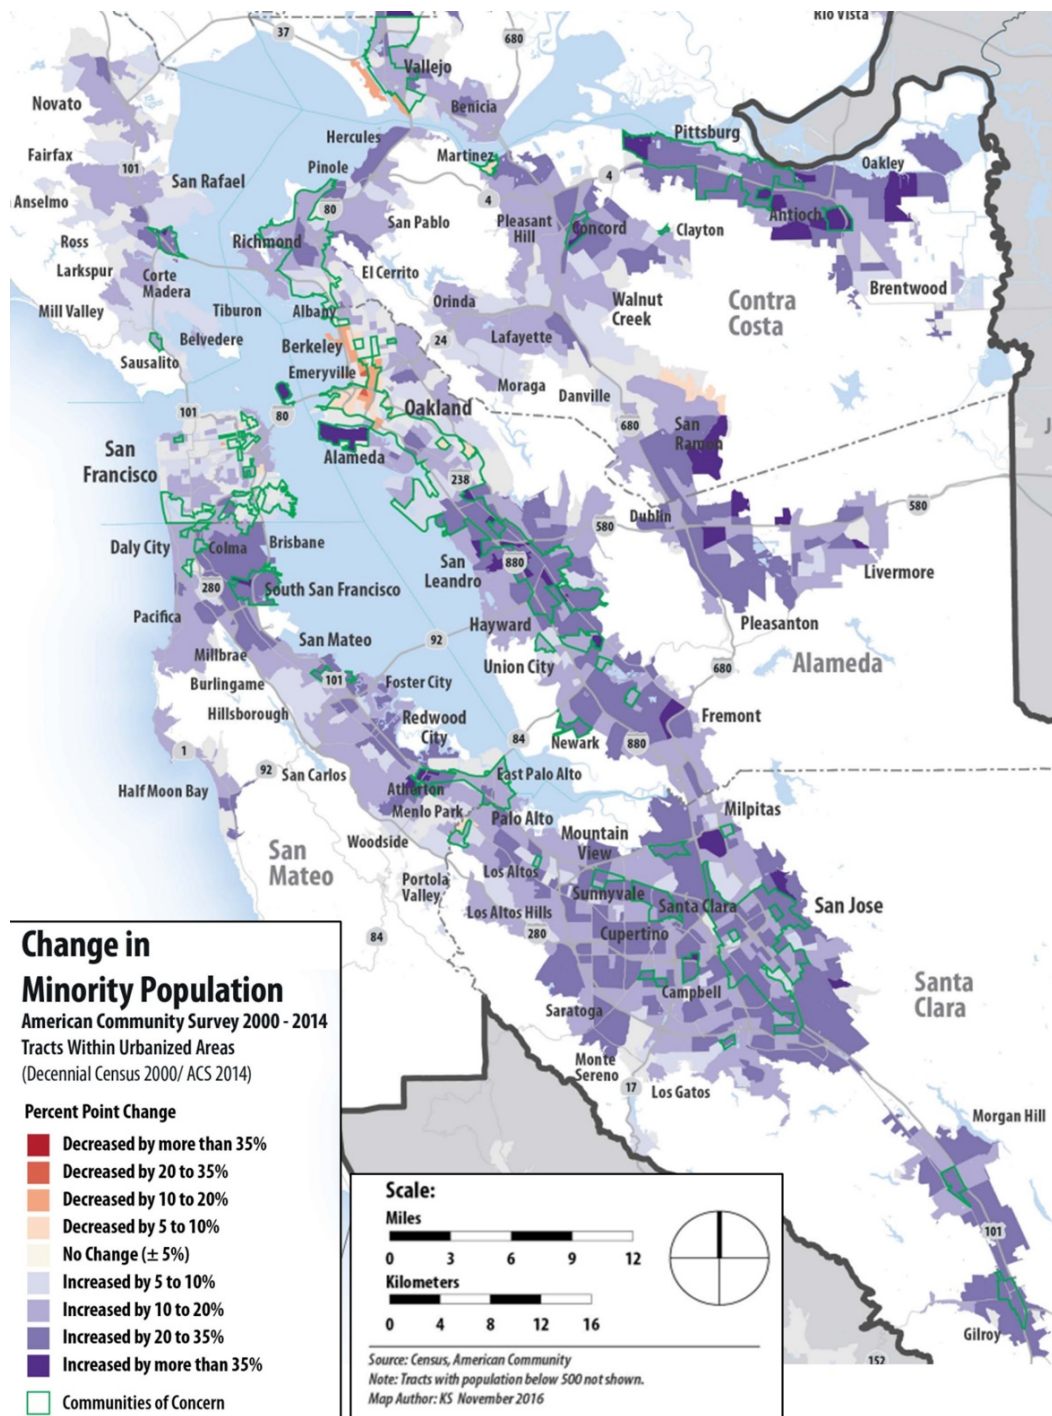 Rio Vista
37
680
Vallejo
Novato
Benicia
Hercules
Pittsburg
Fairfax
Martinez
Oakley
101
Pinole
San Rafael
4
Anselmo
80
4
San Pablo
Pleasant
Hill
Concord
Antioch
Clayton
Ross
Richmond
Larkspur
Corte
Madera
El Cerrito
Brentwood
Mill Valley
Tiburon
Albany
Orinda
Walnut
Creek
Contra
Costa
Belvedere
Berkeley
24
Lafayette
Sausalito
Emeryville
Moraga
Danville
101
80
Oakland
680
San
Ramon
San
Francisco
Alameda
238
580
Dublin
580
Daly City
Colma
Brisbane
San
Leandro
880
Livermore
280
South San Francisco
Pacifica
Hayward
Pleasanton
San Mateo
92
Millbrae
Union City
680
Alameda
Burlingame
101
Foster City
Hillsborough
Redwood
City
Fremont
84
Newark
880
1
92
San Carlos
East Palo Alto
Half Moon Bay
Atherton
Menlo Park
Palo Alto
Milpitas
Woodside
Mountain
View
San
Mateo
Los Altos
Portola
Valley
Sunnyvale
Santa Clara
San Jose
Los Altos Hills
84
280
Cupertino
Santa
Clara
Campbell
Saratoga
Monte
Sereno
17
Los Gatos
Morgan Hill
101
Gilroy
152
Change in
Minority Population
American Community Survey 2000 - 2014
Tracts Within Urbanized Areas
(Decennial Census 2000/ ACS 2014)
Percent Point Change
Decreased by more than 35%
Decreased by 20 to 35%
Decreased by 10 to 20%
Decreased by 5 to 10%
No Change (± 5%)
Increased by 5 to 10%
Increased by 10 to 20%
Increased by 20 to 35%
Increased by more than 35%
Communities of Concern
Scale:
Miles
0 3 6 9 12
Kilometers
0 4 8 12 16
Source: Census, American Community
Note: Tracts with population below 500 not shown.
Map Author: KS November 2016